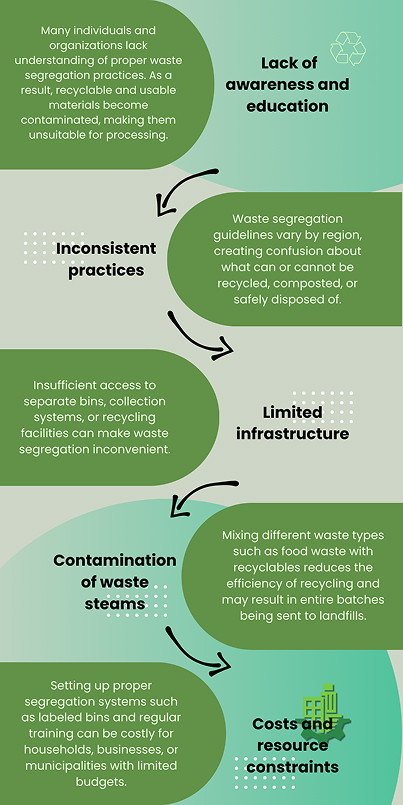 Many individuals and
organizations lack
understanding of proper waste
segregation practices. As a
result, recyclable and usable
materials become
contaminated, making them
unsuitable for processing.
Lack of
awareness and
education
Inconsistent
practices
Waste segregation
guidelines vary by region,
creating confusion about
what can or cannot be
recycled, composted, or
safely disposed of.
Insufficient access to
separate bins, collection
systems, or recycling
facilities can make waste
segregation inconvenient.
Limited
infrastructure
Contamination
of waste
steams
Mixing different waste types
such as food waste with
recyclables reduces the
efficiency of recycling and
may result in entire batches
being sent to landfills.
Setting up proper
segregation systems such
as labeled bins and regular
training can be costly for
households, businesses, or
municipalities with limited
budgets.
Costs and
resource
constraints